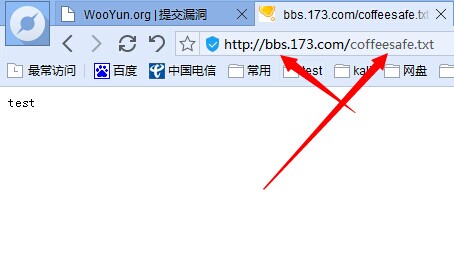 WooYun.org | 提交漏洞
bbs.173.com/coffeesafe.tx
http://bbs.173.com/coffeesafe.txt
最常访问 百度 中国电信 常用 test kali 网盘
test